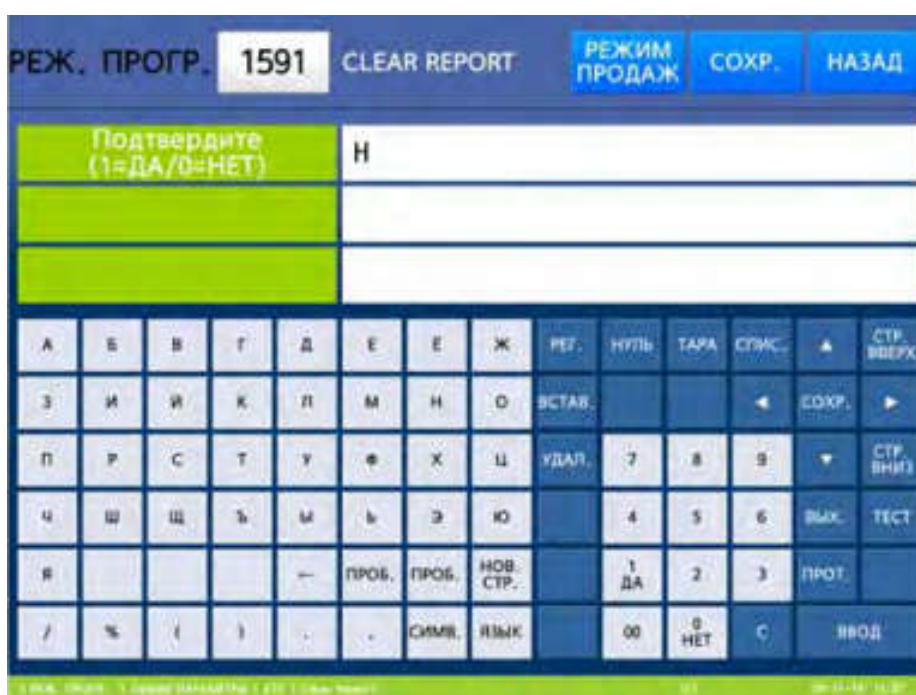 РЕЖ. ПРОГР. 1591 CLEAR REPORT РЕЖИМ ПРОДАЖ СОХР. НАЗАД
Подтвердите
(1=ДА/0=НЕТ) Н
А Б В Г Д Е Ё Ж РЕГ. НУЛЬ ТАРА СПИС. ▲ СТР. ВВЕРХ
З И Й К Л М Н О ВСТАВ. ◄ СОХР. ►
П Р С Т У Ф Х Ц УДАЛ. 7 8 9 ▼ СТР. ВНИЗ
Ч Ш Щ Ъ Ы Ь Э Ю 4 5 6 ВЫХ. ТЕСТ
Я ← ПРОБ. ПРОБ. НОВ. СТР. 1 ДА 2 3 ПРОТ.
/ % ( ) . , СИМВ. ЯЗЫК 00 0 НЕТ C ВВОД